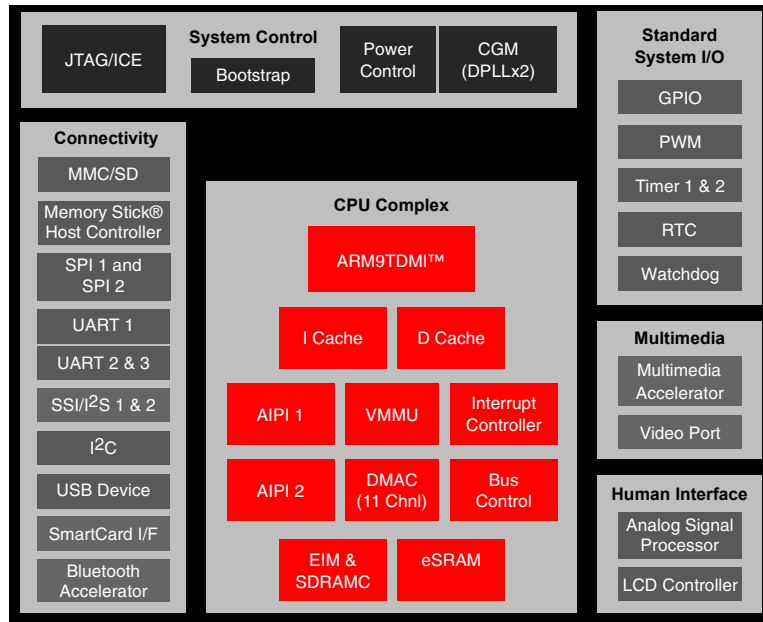 System Control
JTAG/ICE
Bootstrap
Power
Control
CGM
(DPLLx2)
Standard
System I/O
GPIO
PWM
Timer 1 & 2
RTC
Watchdog
Connectivity
MMC/SD
Memory Stick®
Host Controller
SPI 1 and
SPI 2
UART 1
UART 2 & 3
SSI/I2S 1 & 2
I2C
USB Device
SmartCard I/F
Bluetooth
Accelerator
CPU Complex
ARM9TDMI™
I Cache
D Cache
AIPI 1
VMMU
Interrupt
Controller
AIPI 2
DMAC
(11 Chnl)
Bus
Control
EIM &
SDRAMC
eSRAM
Multimedia
Multimedia
Accelerator
Video Port
Human Interface
Analog Signal
Processor
LCD Controller